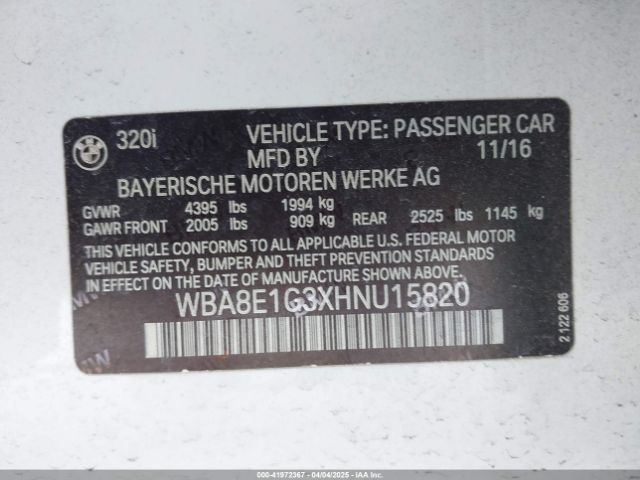 BMW 320i VEHICLE TYPE: PASSENGER CAR
MFD BY 11/16
BAYERISCHE MOTOREN WERKE AG
GVWR 4395 lbs 1994 kg
GAWR FRONT 2005 lbs 909 kg REAR 2525 lbs 1145 kg
THIS VEHICLE CONFORMS TO ALL APPLICABLE U.S. FEDERAL MOTOR
VEHICLE SAFETY, BUMPER AND THEFT PREVENTION STANDARDS
IN EFFECT ON THE DATE OF MANUFACTURE SHOWN ABOVE.
WBA8E1G3XHNU15820
2 122 606
000-41972367 - 04/04/2025 - IAA, Inc.